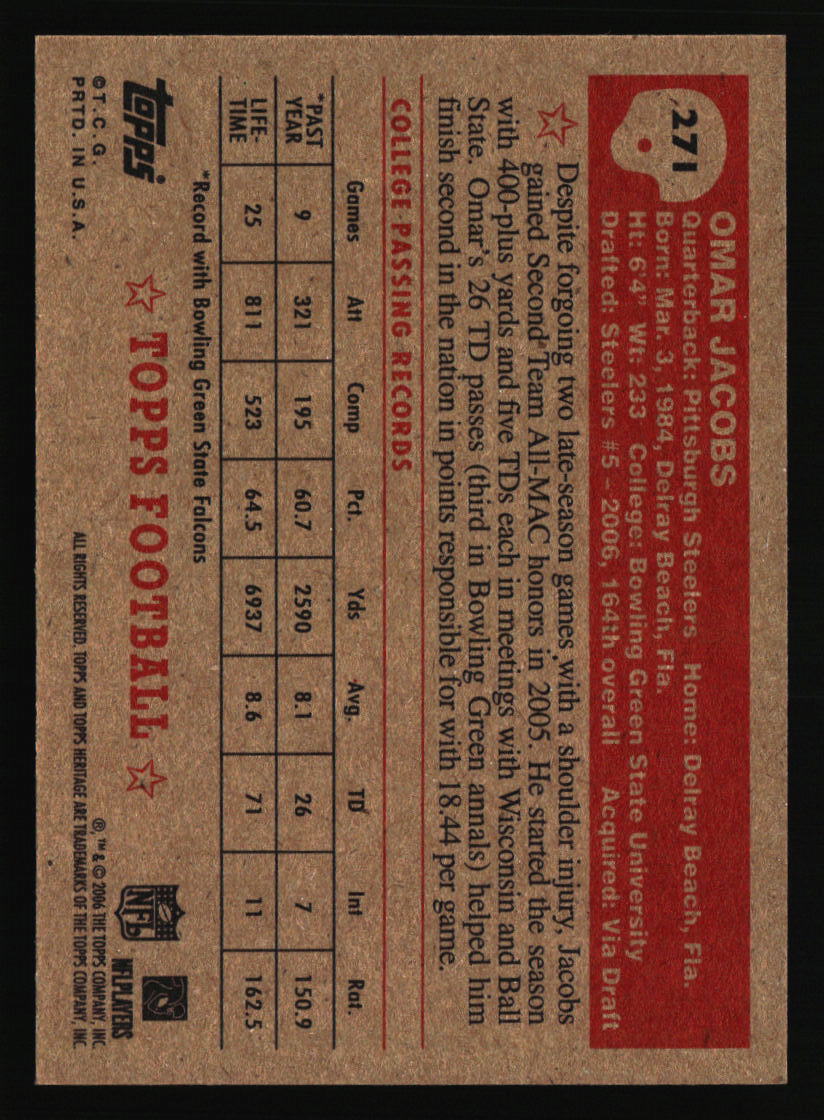 271
OMAR JACOBS
Quarterback: Pittsburgh Steelers Home: Delray Beach, Fla.
Born: Mar. 3, 1984, Delray Beach, Fla.
Ht: 6'4" Wt: 233 College: Bowling Green State University
Drafted: Steelers #5 – 2006, 164th overall Acquired: Via Draft
Despite forgoing two late-season games with a shoulder injury, Jacobs
gained Second Team All-MAC honors in 2005. He started the season
with 400-plus yards and five TDs each in meetings with Wisconsin and Ball
State. Omar's 26 TD passes (third in Bowling Green annals) helped him
finish second in the nation in points responsible for with 18.44 per game.
COLLEGE PASSING RECORDS
Games Att Comp Pct. Yds Avg. TD Int Rat.
*PAST YEAR 9 321 195 60.7 2590 8.1 26 7 150.9
LIFE-TIME 25 811 523 64.5 6937 8.6 71 11 162.5
*Record with Bowling Green State Falcons
topps
TOPPS FOOTBALL
NFL
NFLPLAYERS
©T.C.G.
PRTD. IN U.S.A.
®, ™ & © 2006 THE TOPPS COMPANY, INC.
ALL RIGHTS RESERVED. TOPPS AND TOPPS HERITAGE ARE TRADEMARKS OF THE TOPPS COMPANY, INC.